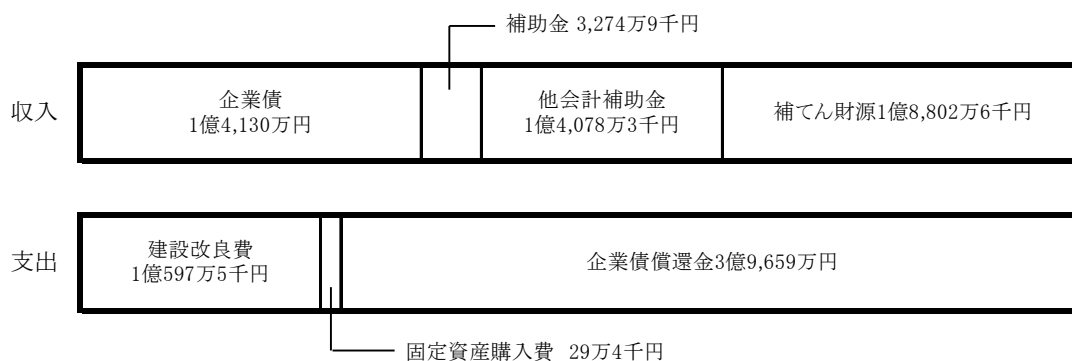 補助金 3,274万9千円
収入
企業債
1億4,130万円
他会計補助金
1億4,078万3千円
補てん財源1億8,802万6千円
支出
建設改良費
1億597万5千円
企業債償還金3億9,659万円
固定資産購入費 29万4千円